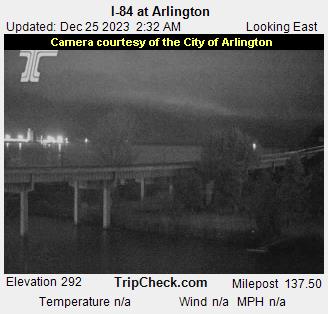 I-84 at Arlington
Updated: Dec 25 2023 2:32 AM Looking East
Camera courtesy of the City of Arlington
Elevation 292 TripCheck.com Milepost 137.50
Temperature n/a Wind n/a MPH n/a